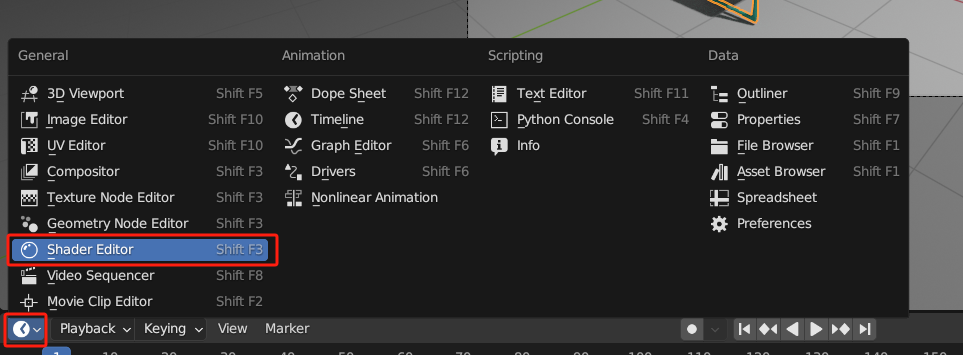 General Animation Scripting Data
3D Viewport Shift F5 Dope Sheet Shift F12 Text Editor Shift F11 Outliner Shift F9
Image Editor Shift F10 Timeline Shift F12 Python Console Shift F4 Properties Shift F7
UV Editor Shift F10 Graph Editor Shift F6 Info File Browser Shift F1
Compositor Shift F3 Drivers Shift F6 Asset Browser Shift F1
Texture Node Editor Shift F3 Nonlinear Animation Spreadsheet
Geometry Node Editor Shift F3 Preferences
Shader Editor Shift F3
Video Sequencer Shift F8
Movie Clip Editor Shift F2
Playback Keying View Marker
1 10 20 30 40 50 60 70 80 90 100 110 120 130 140 150